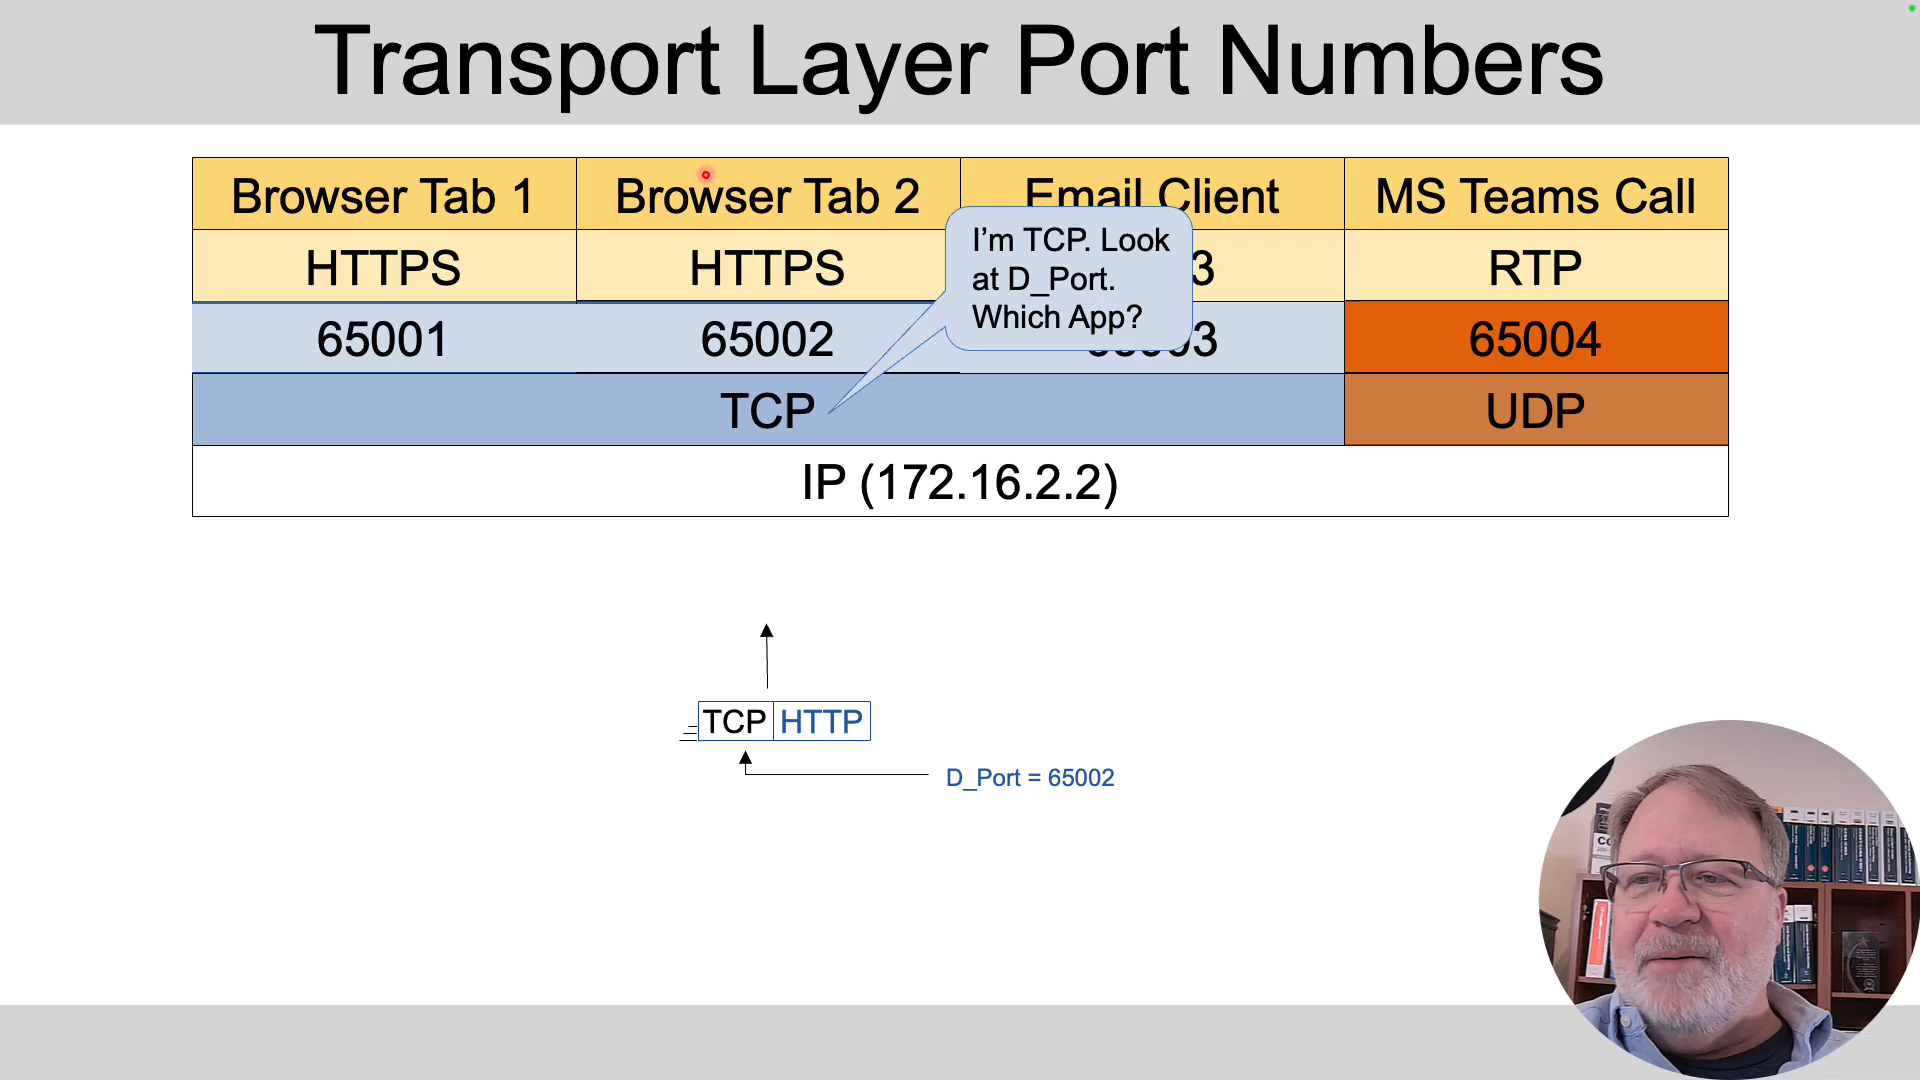 Transport Layer Port Numbers
Browser Tab 1
Browser Tab 2
Email Client
MS Teams Call
HTTPS
HTTPS
3
RTP
I'm TCP. Look
at D_Port.
Which App?
65001
65002
3
65004
TCP
UDP
IP (172.16.2.2)
TCP
HTTP
D_Port = 65002